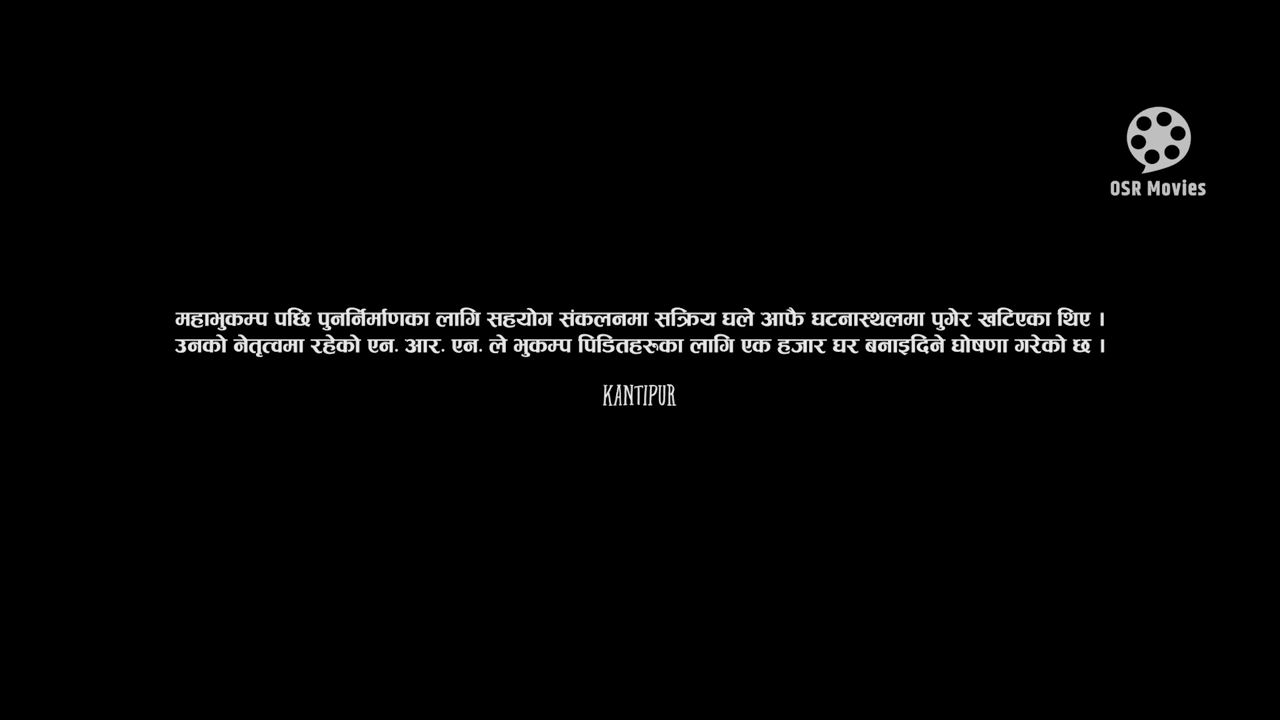 OSR Movies
महाभुकम्प पछि पुनर्निर्माणका लागि सहयोग संकलनमा सक्रिय घले आफै घटनास्थलमा पुगेर खटिएका थिए ।
उनको नेतृत्वमा रहेको एन. आर. एन. ले भुकम्प पिडितहरुका लागि एक हजार घर बनाइदिने घोषणा गरेको छ ।
KANTIPUR